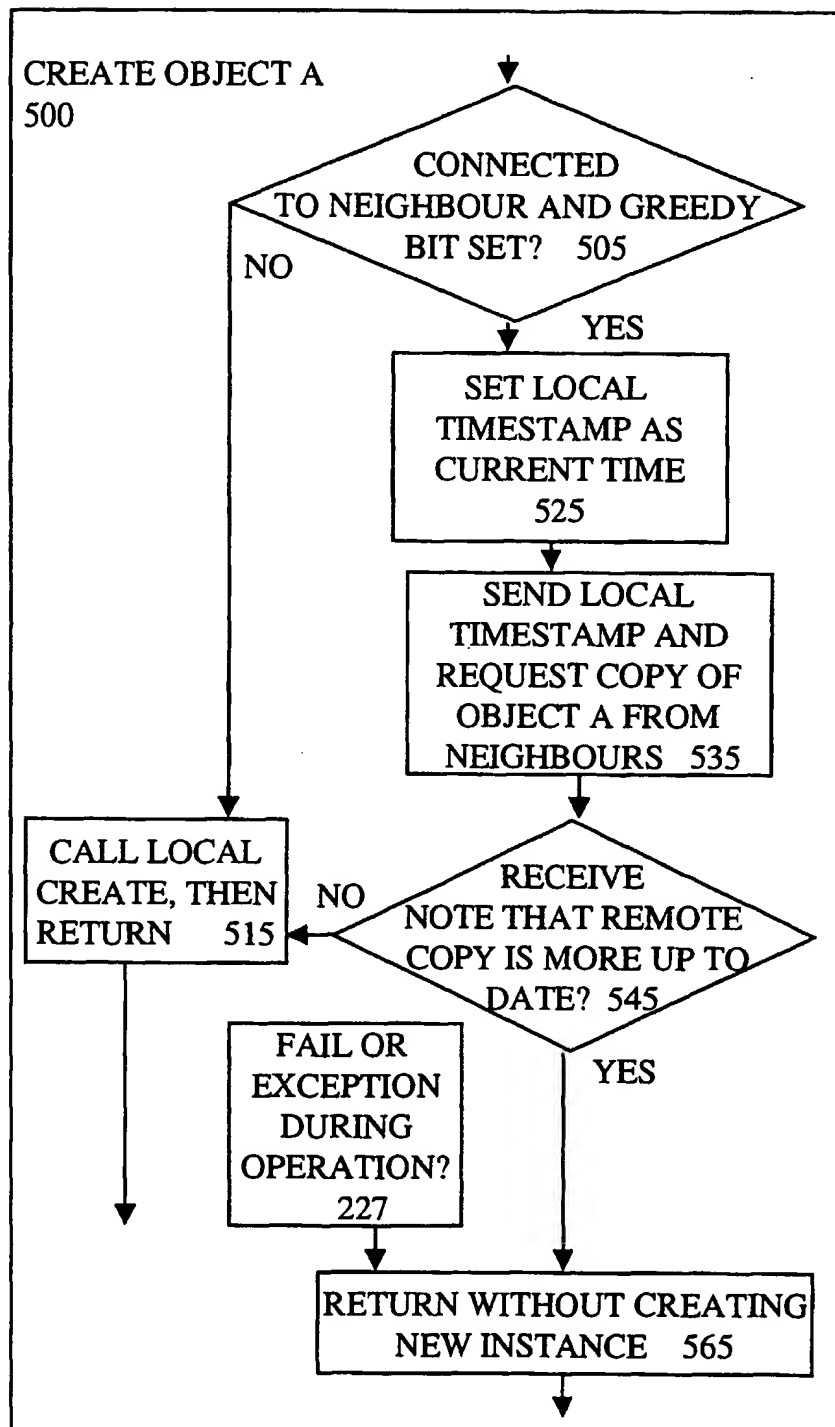 CREATE OBJECT A
500
CONNECTED
TO NEIGHBOUR AND GREEDY
BIT SET? 505
NO
YES
SET LOCAL
TIMESTAMP AS
CURRENT TIME
525
SEND LOCAL
TIMESTAMP AND
REQUEST COPY OF
OBJECT A FROM
NEIGHBOURS 535
CALL LOCAL
CREATE, THEN
RETURN 515
NO
RECEIVE
NOTE THAT REMOTE
COPY IS MORE UP TO
DATE? 545
YES
FAIL OR
EXCEPTION
DURING
OPERATION?
227
RETURN WITHOUT CREATING
NEW INSTANCE 565